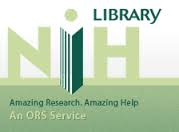 LIBRARY
NIH
Amazing Research. Amazing Help
An ORS Service